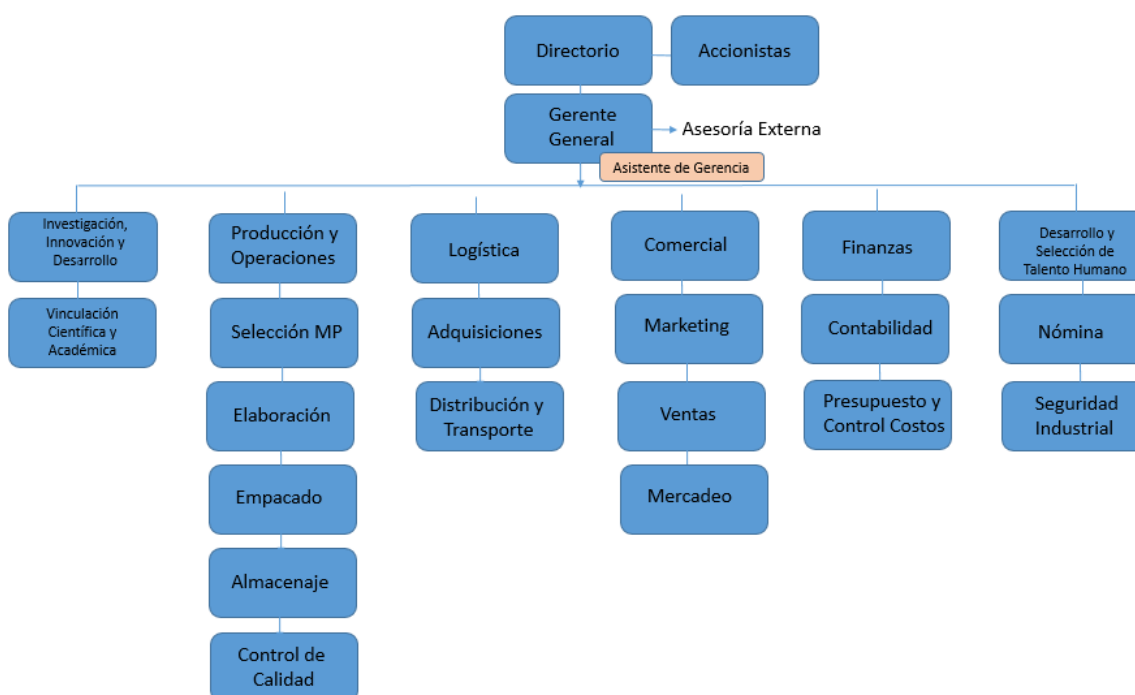 Directorio
Accionistas
Gerente
General
Asesoría Externa
Asistente de Gerencia
Investigación,
Innovación y
Desarrollo
Producción y
Operaciones
Logística
Comercial
Finanzas
Desarrollo y
Selección de
Talento Humano
Vinculación
Científica y
Académica
Selección MP
Adquisiciones
Marketing
Contabilidad
Nómina
Elaboración
Distribución y
Transporte
Ventas
Presupuesto y
Control Costos
Seguridad
Industrial
Empacado
Mercadeo
Almacenaje
Control de
Calidad